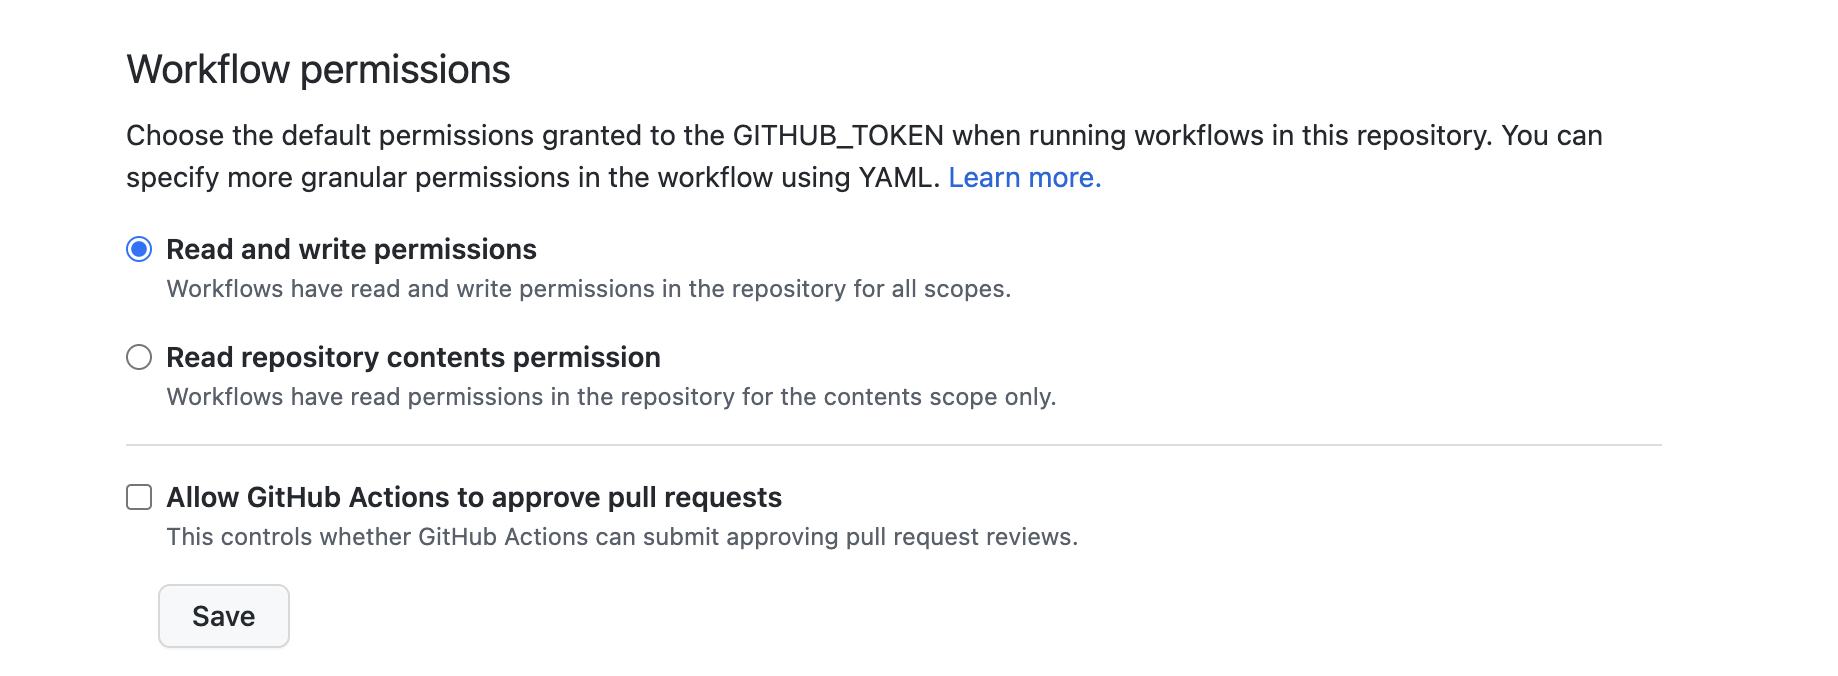 Workflow permissions
Choose the default permissions granted to the GITHUB_TOKEN when running workflows in this repository. You can
specify more granular permissions in the workflow using YAML. Learn more.
Read and write permissions
Workflows have read and write permissions in the repository for all scopes.
Read repository contents permission
Workflows have read permissions in the repository for the contents scope only.
Allow GitHub Actions to approve pull requests
This controls whether GitHub Actions can submit approving pull request reviews.
Save